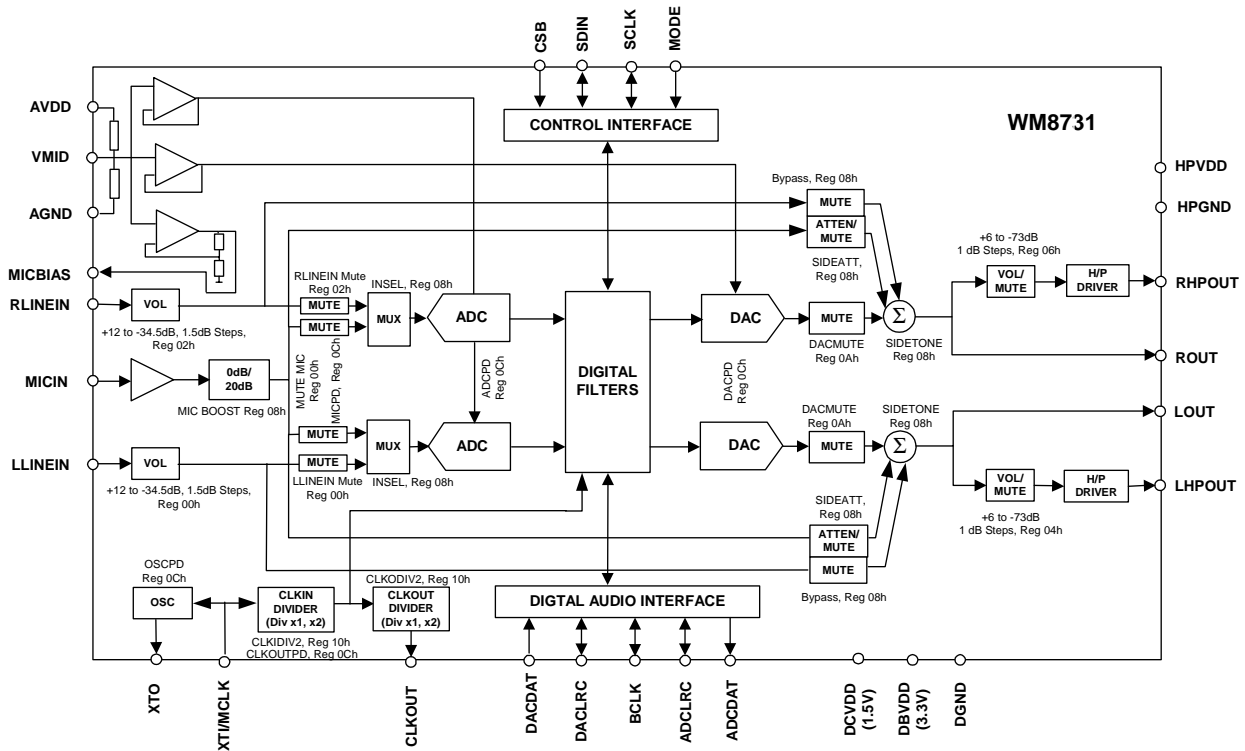 CSB
SDIN
SCLK
MODE
CONTROL INTERFACE
WM8731
AVDD
VMID
AGND
MICBIAS
RLINEIN
MICIN
LLINEIN
HPVDD
HPGND
RHPOUT
ROUT
LOUT
LHPOUT
VOL
+12 to -34.5dB, 1.5dB Steps,
Reg 02h
RLINEIN Mute
Reg 02h
MUTE
MUTE
INSEL, Reg 08h
MUX
ADC
0dB/
20dB
MIC BOOST Reg 08h
MUTE MIC
Reg 00h
MICPD, Reg 0Ch
ADCPD
Reg 0Ch
MUTE
MUTE
LLINEIN Mute
Reg 00h
MUX
INSEL, Reg 08h
ADC
VOL
+12 to -34.5dB, 1.5dB Steps,
Reg 00h
DIGITAL
FILTERS
DAC
DACPD
Reg 0Ch
DAC
Bypass, Reg 08h
MUTE
ATTEN/
MUTE
SIDEATT,
Reg 08h
MUTE
DACMUTE
Reg 0Ah
Σ
SIDETONE
Reg 08h
+6 to -73dB
1 dB Steps, Reg 06h
VOL/
MUTE
H/P
DRIVER
DACMUTE
Reg 0Ah
MUTE
SIDETONE
Reg 08h
Σ
VOL/
MUTE
H/P
DRIVER
+6 to -73dB
1 dB Steps, Reg 04h
SIDEATT,
Reg 08h
ATTEN/
MUTE
MUTE
Bypass, Reg 08h
OSCPD
Reg 0Ch
OSC
CLKIN
DIVIDER
(Div x1, x2)
CLKIDIV2, Reg 10h
CLKOUTPD, Reg 0Ch
CLKODIV2, Reg 10h
CLKOUT
DIVIDER
(Div x1, x2)
DIGTAL AUDIO INTERFACE
XTO
XTI/MCLK
CLKOUT
DACDAT
DACLRC
BCLK
ADCLRC
ADCDAT
DCVDD
(1.5V)
DBVDD
(3.3V)
DGND